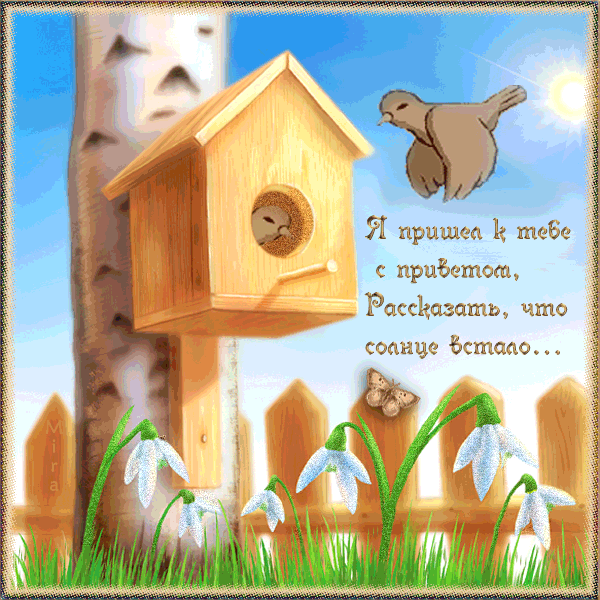 Я пришел к тебе
с приветом,
Рассказать, что
солнце встало...
Mira